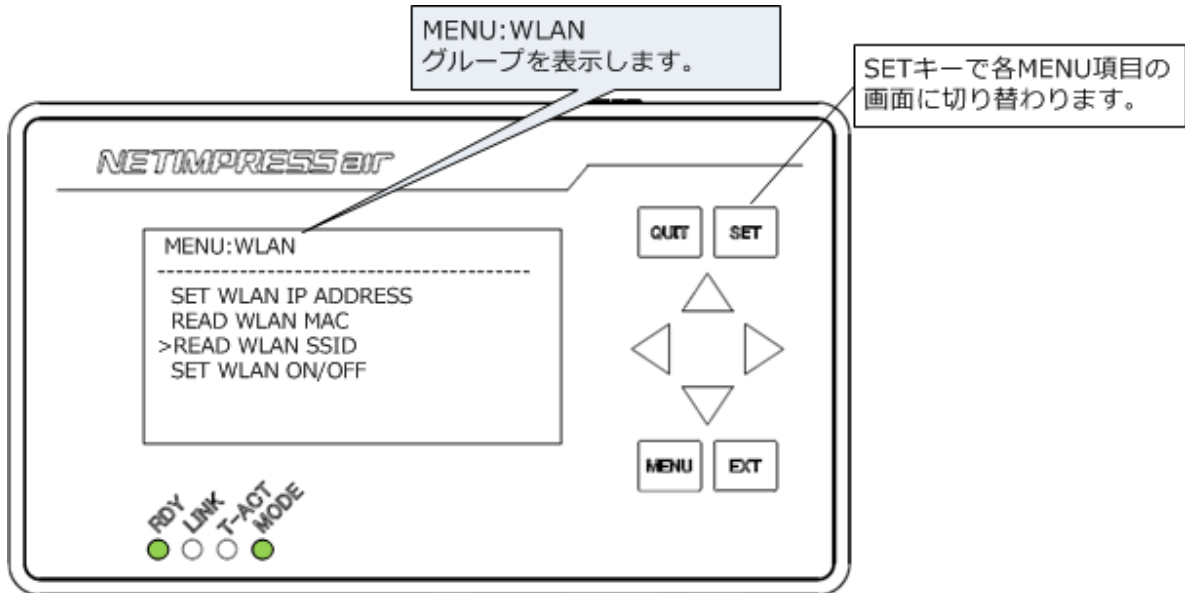 MENU:WLAN
グループを表示します。
SETキーで各MENU項目の
画面に切り替わります。
NETIMPRESS air
QUIT SET
MENU:WLAN
---------------------------------------
SET WLAN IP ADDRESS
READ WLAN MAC
>READ WLAN SSID
SET WLAN ON/OFF
MENU EXT
RDY LINK T-ACT MODE